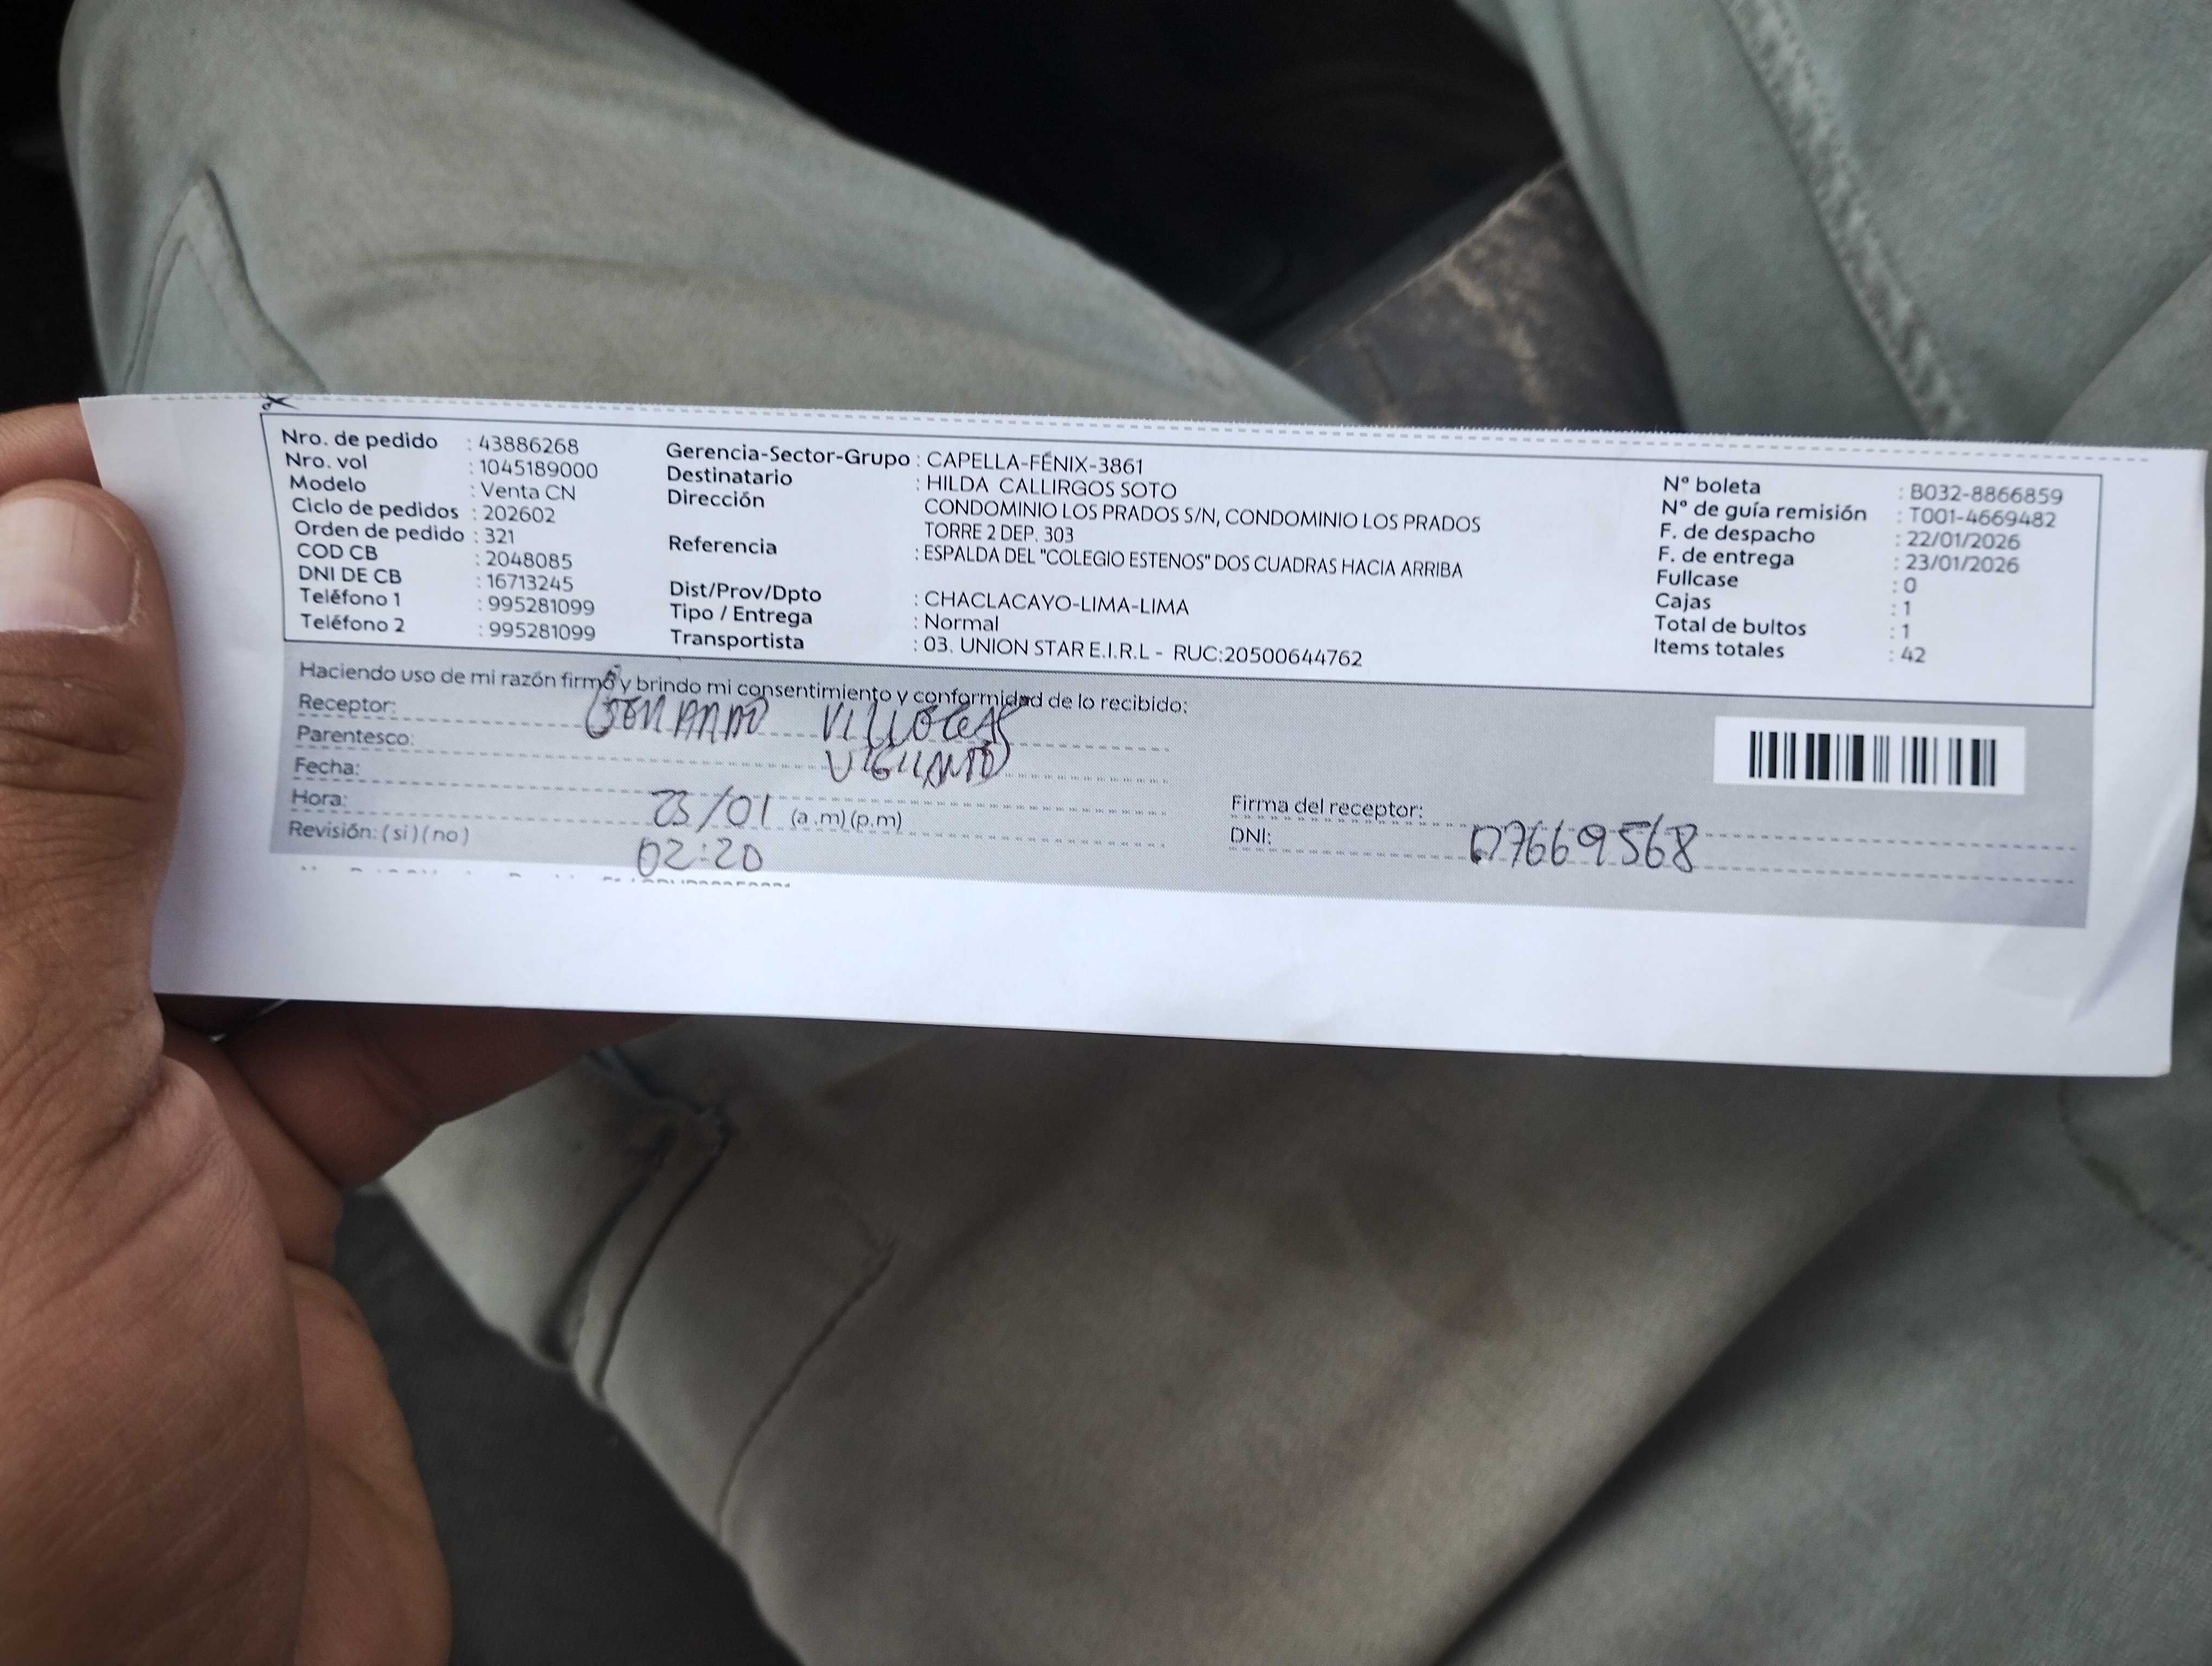 Nro. de pedido : 43886268
Nro. vol : 1045189000
Modelo : Venta CN
Ciclo de pedidos : 202602
Orden de pedido : 321
COD CB : 2048085
DNI DE CB : 16713245
Teléfono 1 : 995281099
Teléfono 2 : 995281099
Gerencia-Sector-Grupo : CAPELLA-FÉNIX-3861
Destinatario : HILDA CALLIRGOS SOTO
Dirección CONDOMINIO LOS PRADOS S/N, CONDOMINIO LOS PRADOS
TORRE 2 DEP. 303
Referencia : ESPALDA DEL "COLEGIO ESTENOS" DOS CUADRAS HACIA ARRIBA
Dist/Prov/Dpto : CHACLACAYO-LIMA-LIMA
Tipo / Entrega : Normal
Transportista : 03. UNION STAR E.I.R.L - RUC:20500644762
Nº boleta : B032-8866859
Nº de guía remisión : T001-4669482
F. de despacho : 22/01/2026
F. de entrega : 23/01/2026
Fullcase : 0
Cajas : 1
Total de bultos : 1
Items totales : 42
Haciendo uso de mi razón firmo y brindo mi consentimiento y conformidad de lo recibido:
Receptor:
Parentesco:
Fecha: 23/01
Hora: 02:20 (a.m)(p.m)
Revisión: (si)(no)
Firma del receptor:
DNI: 07669568